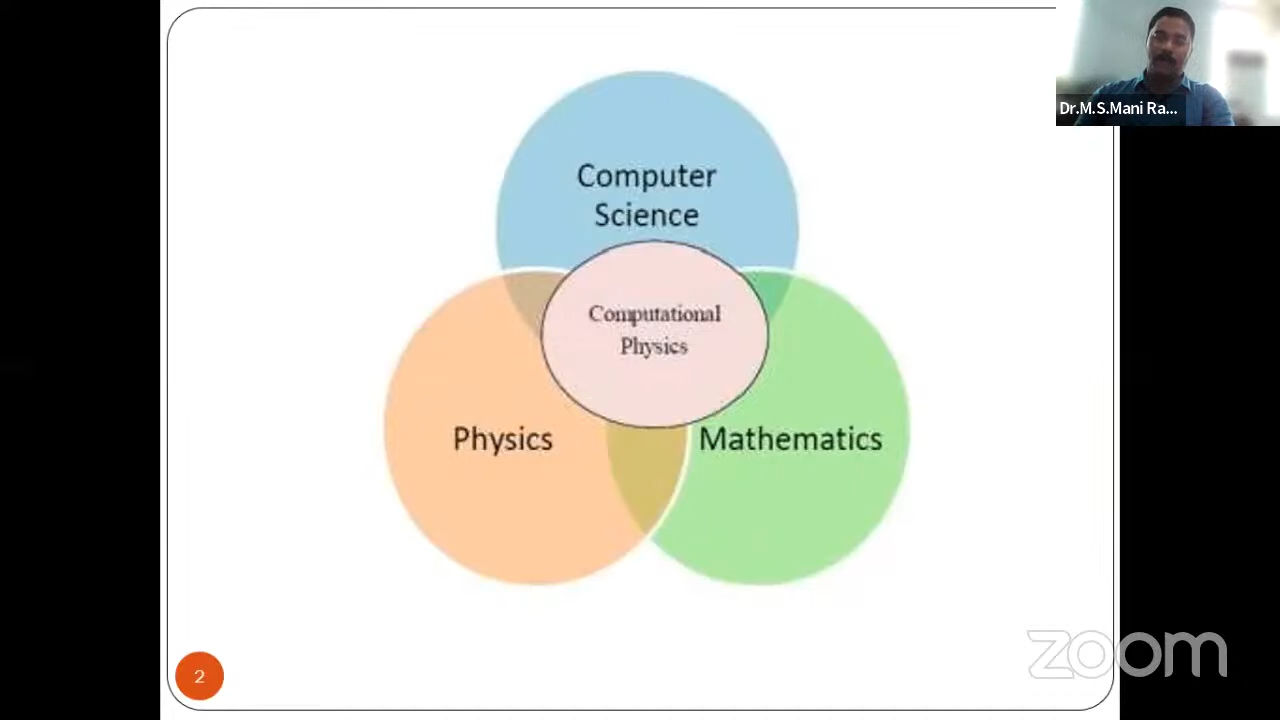 Dr.M.S.Mani Ra...
Computer
Science
Computational
Physics
Physics
Mathematics
2
zoom